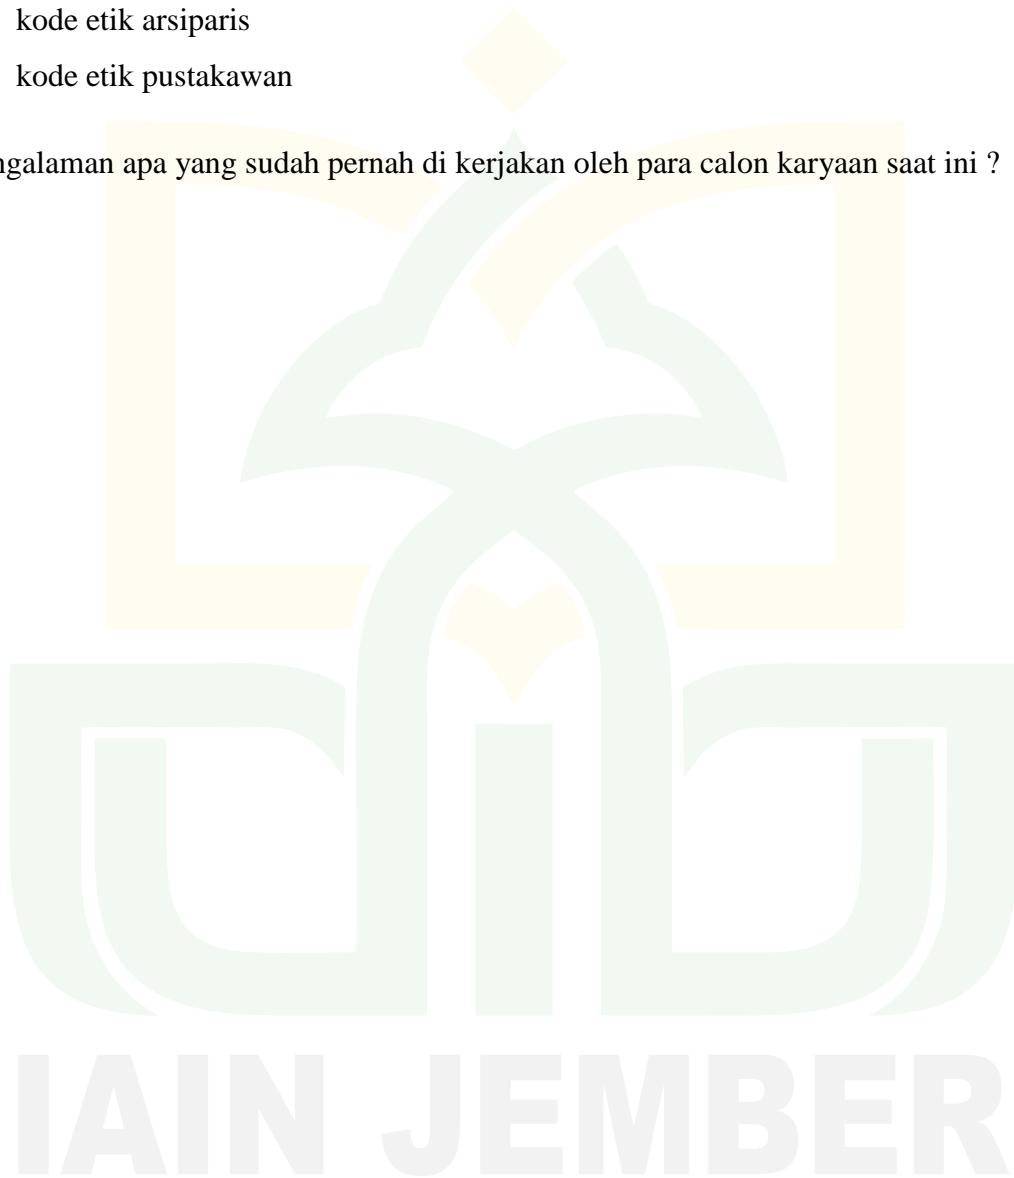 kode etik arsiparis
kode etik pustakawan
ngalaman apa yang sudah pernah di kerjakan oleh para calon karyaan saat ini ?
IAIN JEMBER